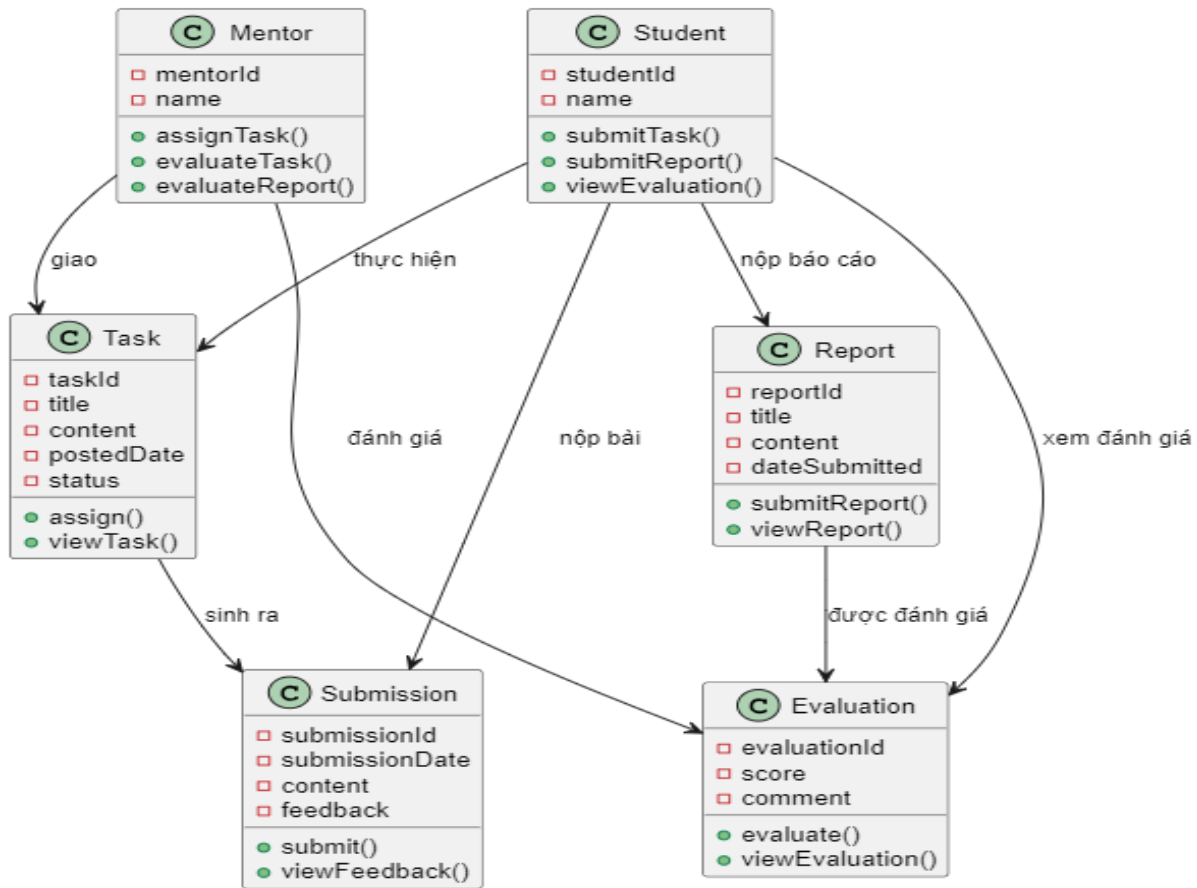 C Mentor
mentorId
name
assignTask()
evaluateTask()
evaluateReport()
C Student
studentId
name
submitTask()
submitReport()
viewEvaluation()
giao
thực hiện
nộp báo cáo
C Task
taskId
title
content
postedDate
status
assign()
viewTask()
C Report
reportId
title
content
dateSubmitted
submitReport()
viewReport()
đánh giá
nộp bài
xem đánh giá
sinh ra
được đánh giá
C Submission
submissionId
submissionDate
content
feedback
submit()
viewFeedback()
C Evaluation
evaluationId
score
comment
evaluate()
viewEvaluation()